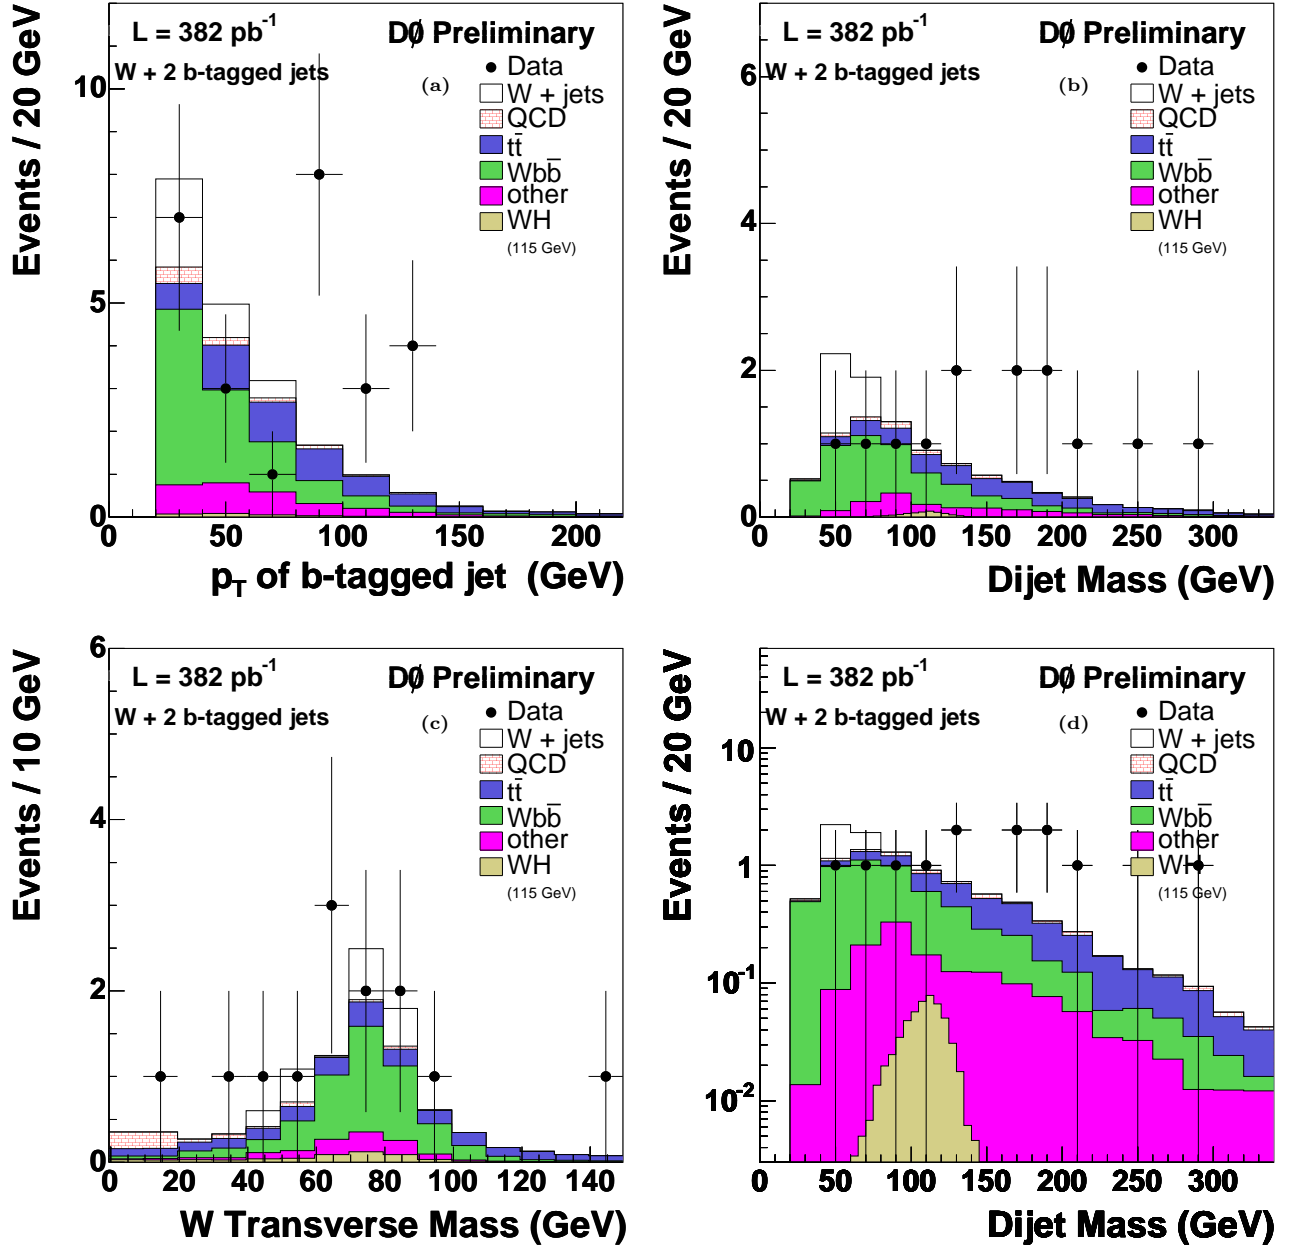 L = 382 pb-1
DØ Preliminary
W + 2 b-tagged jets
(a)
Data
W + jets
QCD
tt̄
Wbb̄
other
WH
(115 GeV)
Events / 20 GeV
10
5
0
0 50 100 150 200
pT of b-tagged jet (GeV)
L = 382 pb-1
DØ Preliminary
W + 2 b-tagged jets
(b)
Data
W + jets
QCD
tt̄
Wbb̄
other
WH
(115 GeV)
Events / 20 GeV
6
4
2
0
0 50 100 150 200 250 300
Dijet Mass (GeV)
L = 382 pb-1
DØ Preliminary
W + 2 b-tagged jets
(c)
Data
W + jets
QCD
tt̄
Wbb̄
other
WH
(115 GeV)
Events / 10 GeV
6
4
2
0
0 20 40 60 80 100 120 140
W Transverse Mass (GeV)
L = 382 pb-1
DØ Preliminary
W + 2 b-tagged jets
(d)
Data
W + jets
QCD
tt̄
Wbb̄
other
WH
(115 GeV)
Events / 20 GeV
10
1
10-1
10-2
0 50 100 150 200 250 300
Dijet Mass (GeV)